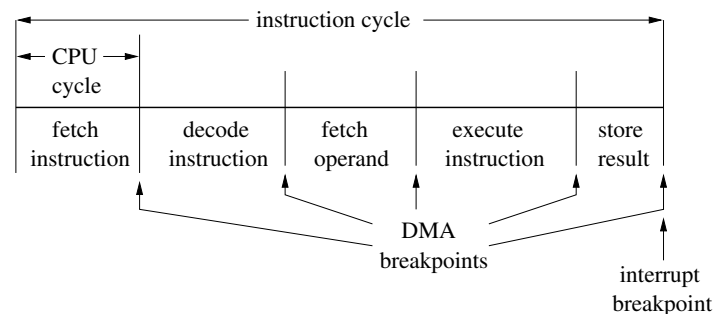 instruction cycle
CPU
cycle
fetch
instruction
decode
instruction
fetch
operand
execute
instruction
store
result
DMA
breakpoints
interrupt
breakpoint